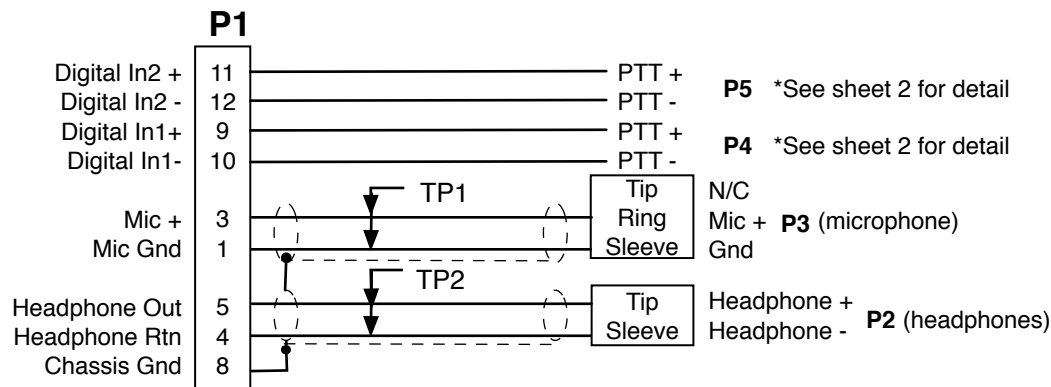 P1
Digital In2 + 11 PTT +
Digital In2 - 12 PTT - P5 *See sheet 2 for detail
Digital In1+ 9 PTT +
Digital In1- 10 PTT - P4 *See sheet 2 for detail
TP1 Tip N/C
Mic + 3 Ring Mic + P3 (microphone)
Mic Gnd 1 Sleeve Gnd
TP2
Headphone Out 5 Tip Headphone +
Headphone Rtn 4 Sleeve Headphone - P2 (headphones)
Chassis Gnd 8